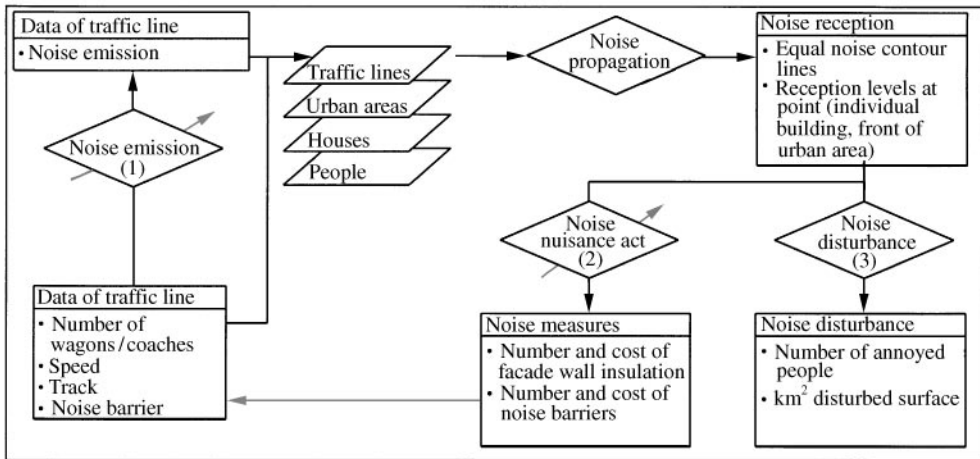 Data of traffic line
• Noise emission
Noise emission
(1)
Data of traffic line
• Number of
wagons/coaches
• Speed
• Track
• Noise barrier
Traffic lines
Urban areas
Houses
People
Noise
propagation
Noise reception
• Equal noise contour
lines
• Reception levels at
point (individual
building, front of
urban area)
Noise
nuisance act
(2)
Noise
disturbance
(3)
Noise measures
• Number and cost of
facade wall insulation
• Number and cost of
noise barriers
Noise disturbance
• Number of annoyed
people
• km² disturbed surface